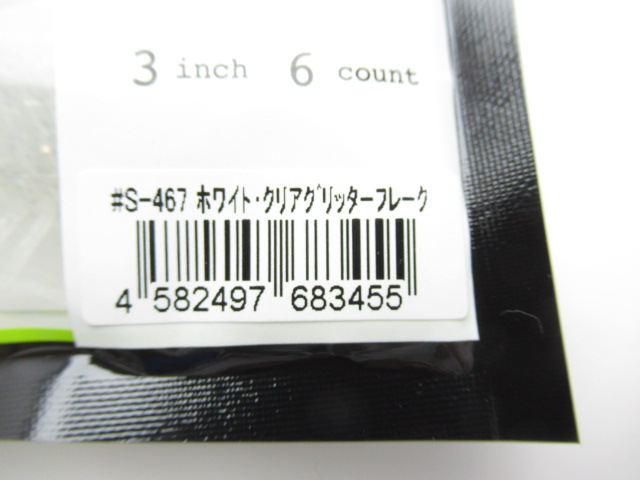 3 inch 6 count
#S-467 ﾎﾜｲﾄ･ｸﾘｱｸﾞﾘｯﾀｰﾌﾚｰｸ
4 582497 683455